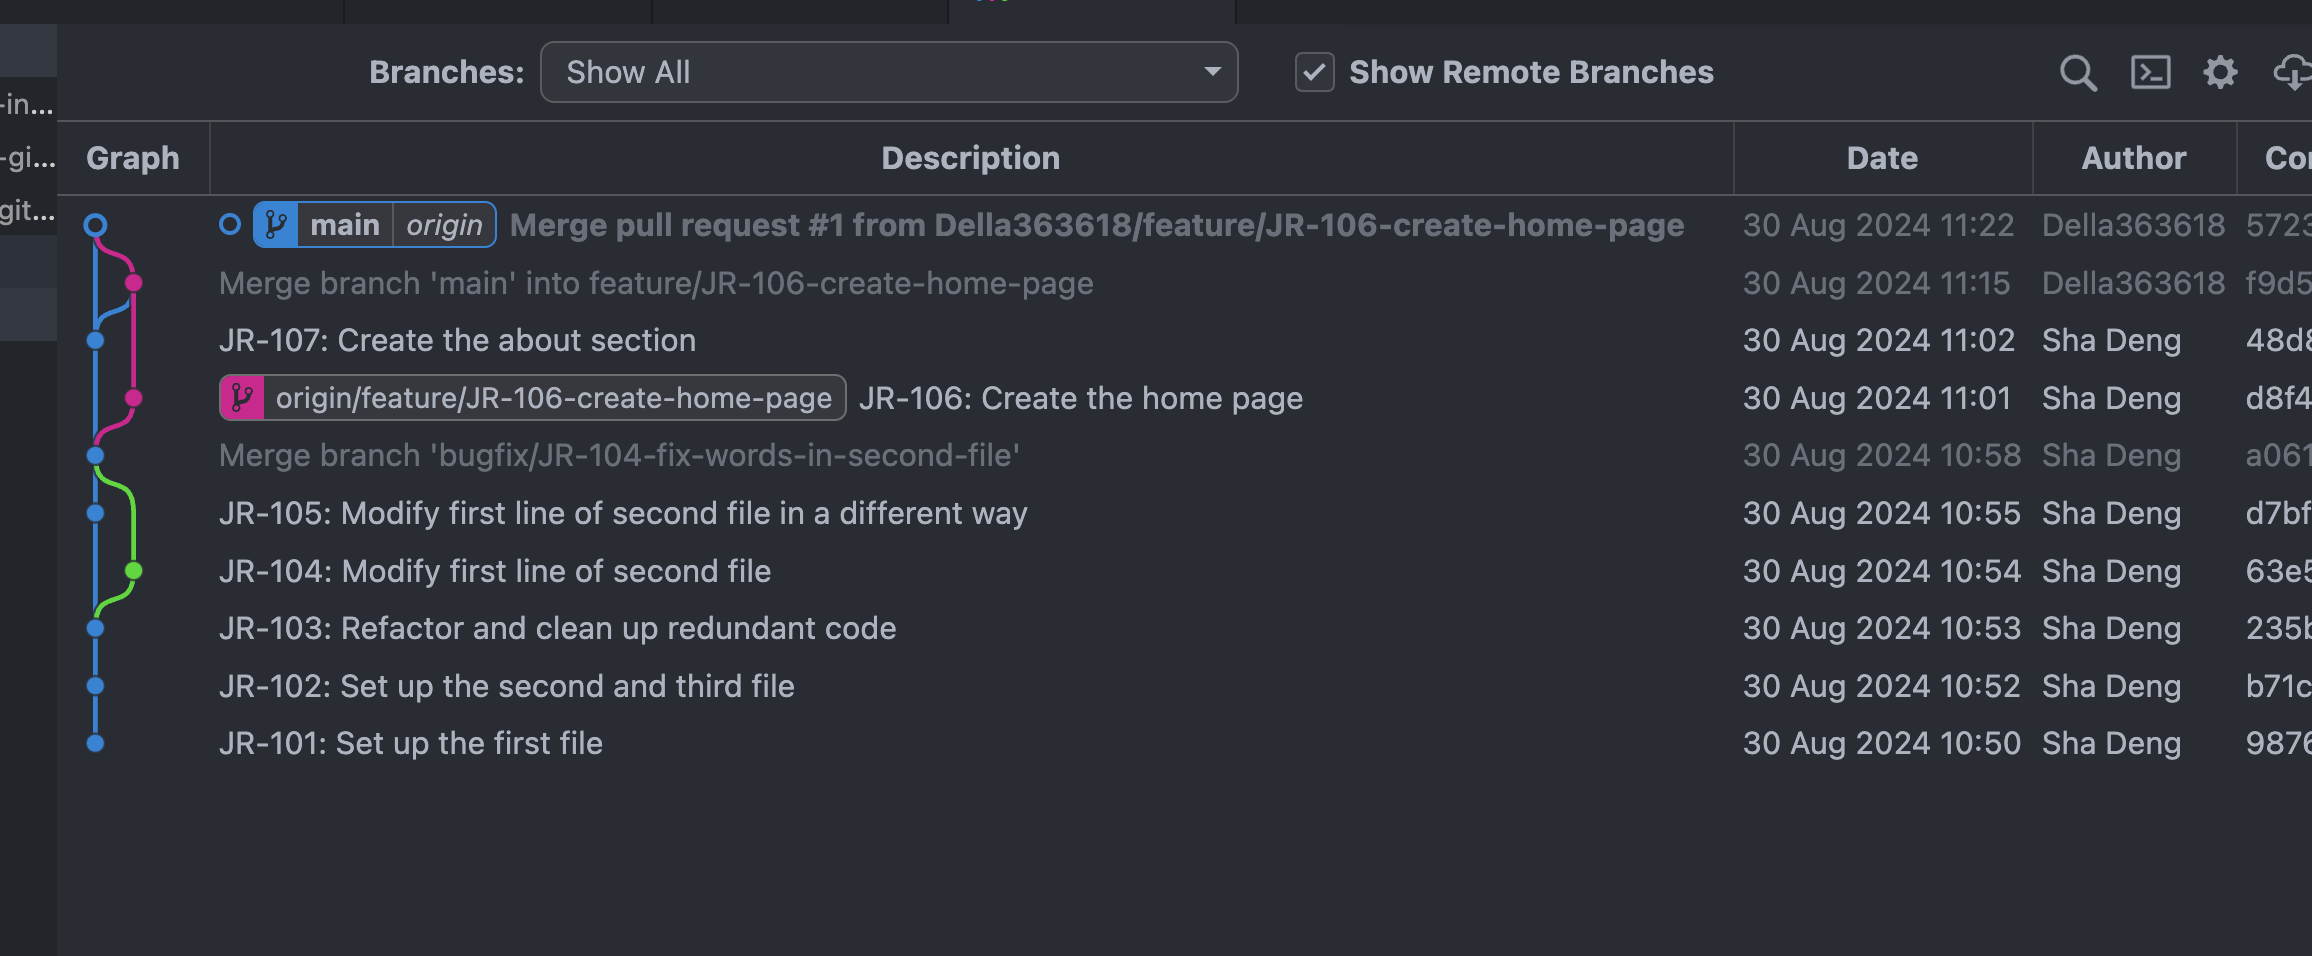 Branches: Show All Show Remote Branches
-in...
-gi...
git...
Graph Description Date Author
main origin Merge pull request #1 from Della363618/feature/JR-106-create-home-page 30 Aug 2024 11:22 Della363618 5723
Merge branch 'main' into feature/JR-106-create-home-page 30 Aug 2024 11:15 Della363618 f9d5
JR-107: Create the about section 30 Aug 2024 11:02 Sha Deng 48d8
origin/feature/JR-106-create-home-page JR-106: Create the home page 30 Aug 2024 11:01 Sha Deng d8f4
Merge branch 'bugfix/JR-104-fix-words-in-second-file' 30 Aug 2024 10:58 Sha Deng a061
JR-105: Modify first line of second file in a different way 30 Aug 2024 10:55 Sha Deng d7bf
JR-104: Modify first line of second file 30 Aug 2024 10:54 Sha Deng 63e5
JR-103: Refactor and clean up redundant code 30 Aug 2024 10:53 Sha Deng 235b
JR-102: Set up the second and third file 30 Aug 2024 10:52 Sha Deng b71c
JR-101: Set up the first file 30 Aug 2024 10:50 Sha Deng 9876